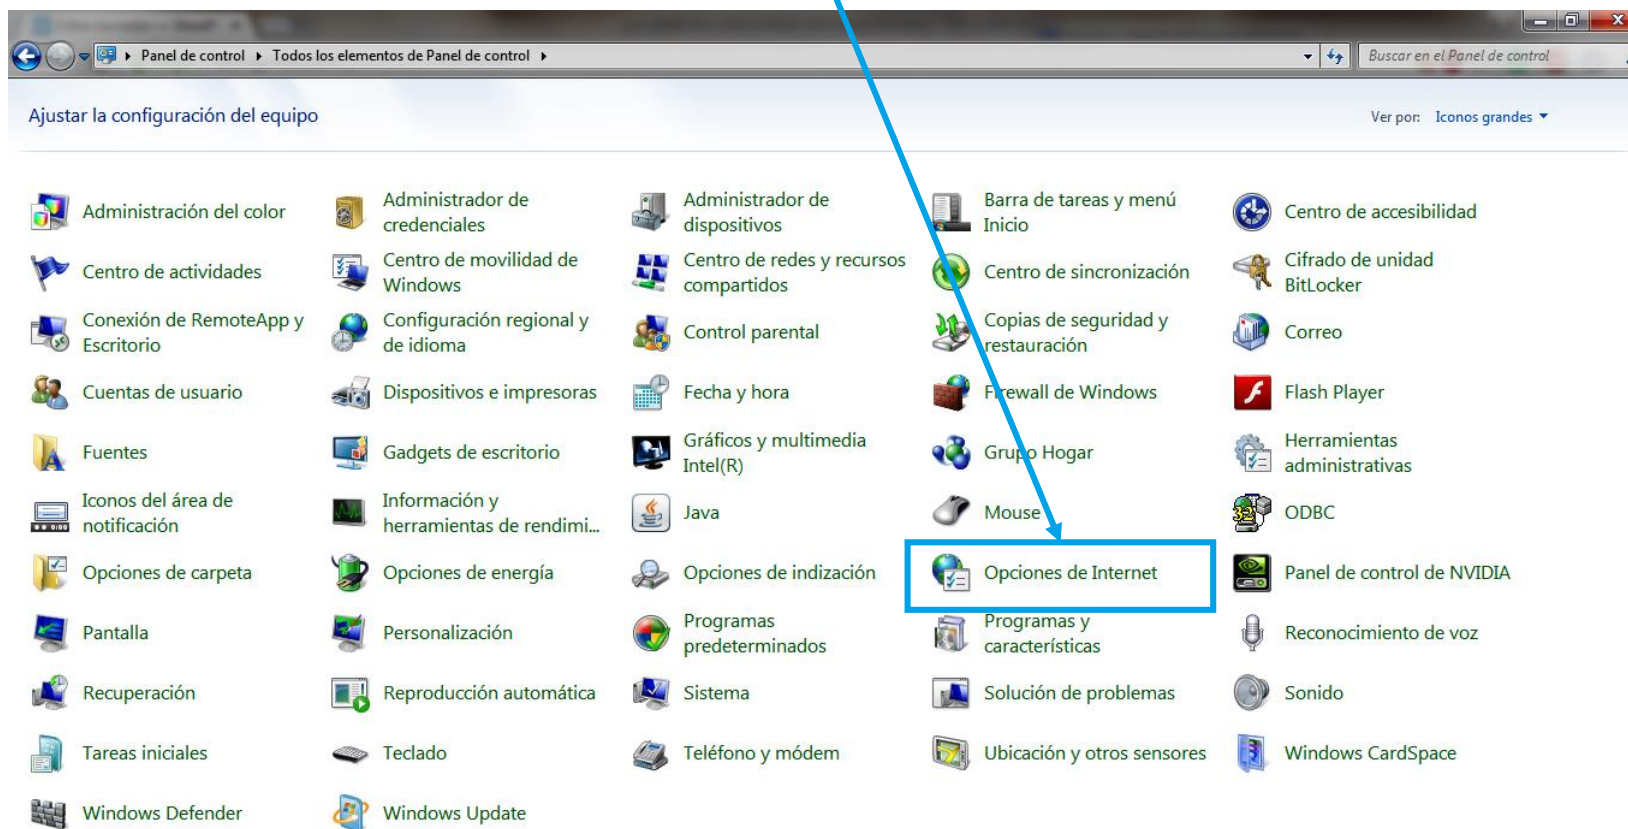 Panel de control ▸ Todos los elementos de Panel de control ▸
Buscar en el Panel de control
Ajustar la configuración del equipo
Ver por: Iconos grandes
Administración del color
Administrador de
credenciales
Administrador de
dispositivos
Barra de tareas y menú
Inicio
Centro de accesibilidad
Centro de actividades
Centro de movilidad de
Windows
Centro de redes y recursos
compartidos
Centro de sincronización
Cifrado de unidad
BitLocker
Conexión de RemoteApp y
Escritorio
Configuración regional y
de idioma
Control parental
Copias de seguridad y
restauración
Correo
Cuentas de usuario
Dispositivos e impresoras
Fecha y hora
Firewall de Windows
Flash Player
Fuentes
Gadgets de escritorio
Gráficos y multimedia
Intel(R)
Grupo Hogar
Herramientas
administrativas
Iconos del área de
notificación
Información y
herramientas de rendimi...
Java
Mouse
32
ODBC
Opciones de carpeta
Opciones de energía
Opciones de indización
Opciones de Internet
Panel de control de NVIDIA
Pantalla
Personalización
Programas
predeterminados
Programas y
características
Reconocimiento de voz
Recuperación
Reproducción automática
Sistema
Solución de problemas
Sonido
Tareas iniciales
Teclado
Teléfono y módem
Ubicación y otros sensores
Windows CardSpace
Windows Defender
Windows Update